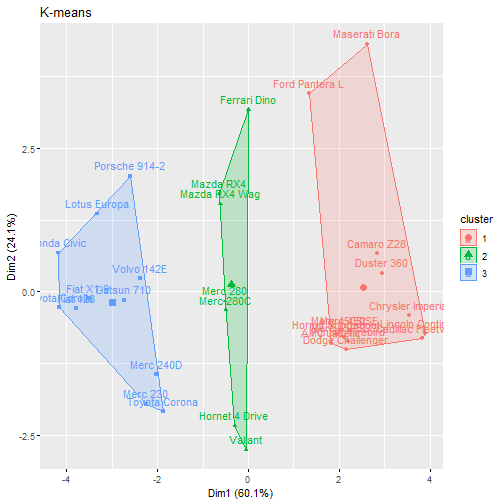 K-means
Maserati Bora
Ford Pantera L
Ferrari Dino
Porsche 914-2
Mazda RX4
Mazda RX4 Wag
Lotus Europa
onda Civic
Camaro Z28
Duster 360
Volvo 142E
Fiat X1-9
Datsun 710
Merc 280
Merc 280C
Chrysler Imperia
Dodge Challenger
Merc 240D
Merc 230
Toyota Corona
Hornet 4 Drive
Valiant
cluster
1
2
3
2.5
0.0
-2.5
-4
-2
0
2
4
Dim1 (60.1%)
Dim2 (24.1%)